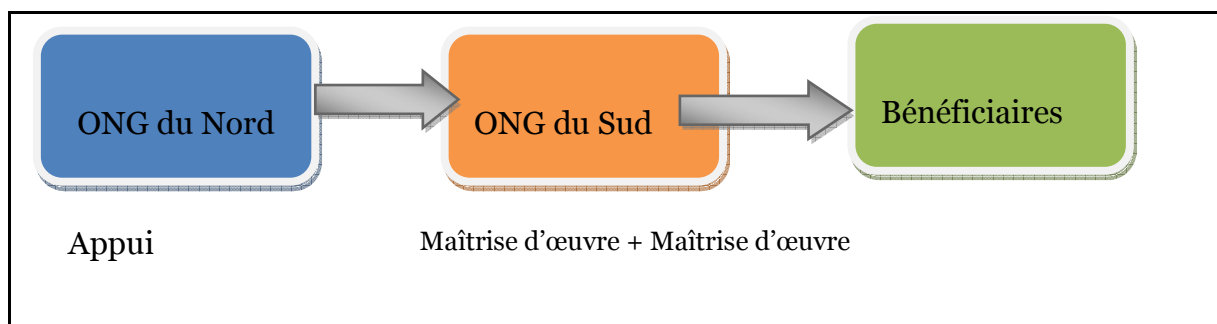 ONG du Nord
ONG du Sud
Bénéficiaires
Appui
Maîtrise d’œuvre + Maîtrise d’œuvre